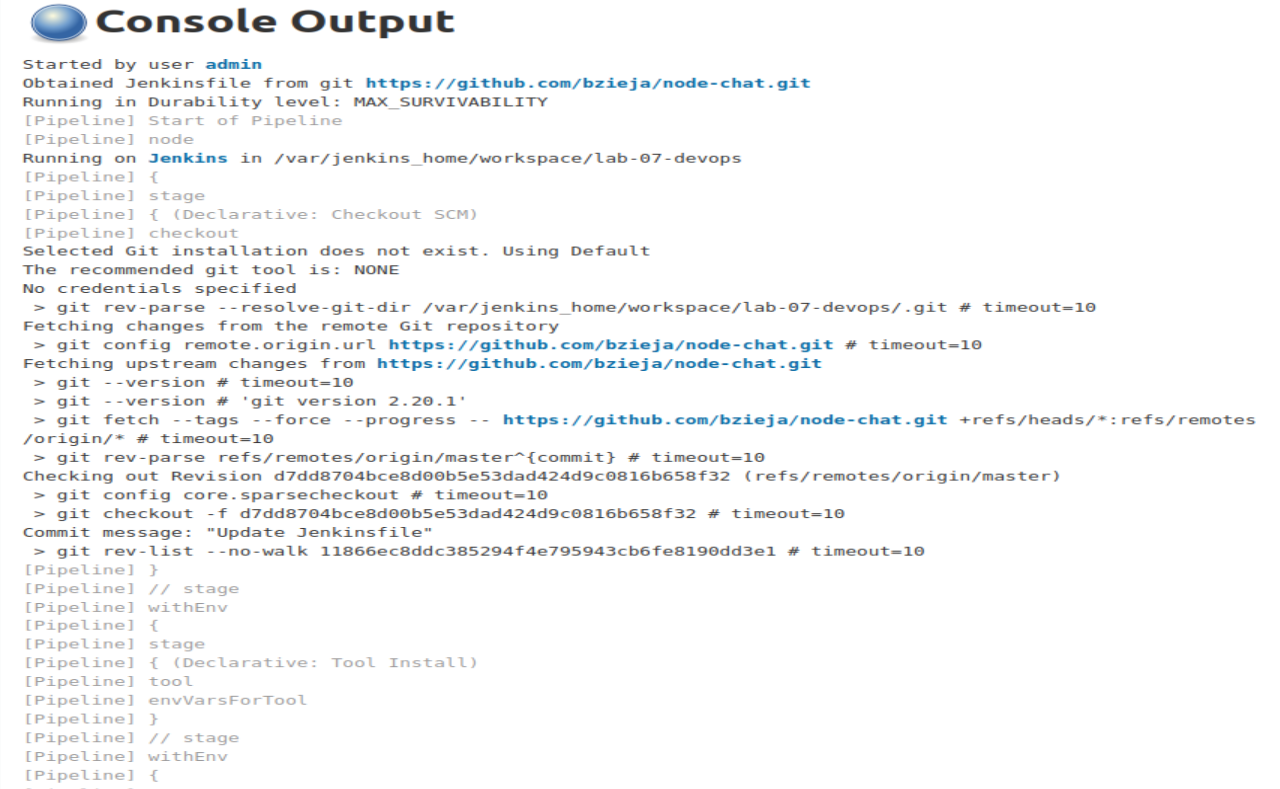 Console Output
Started by user admin
Obtained Jenkinsfile from git https://github.com/bzieja/node-chat.git
Running in Durability level: MAX_SURVIVABILITY
[Pipeline] Start of Pipeline
[Pipeline] node
Running on Jenkins in /var/jenkins_home/workspace/lab-07-devops
[Pipeline] {
[Pipeline] stage
[Pipeline] { (Declarative: Checkout SCM)
[Pipeline] checkout
Selected Git installation does not exist. Using Default
The recommended git tool is: NONE
No credentials specified
 > git rev-parse --resolve-git-dir /var/jenkins_home/workspace/lab-07-devops/.git # timeout=10
Fetching changes from the remote Git repository
 > git config remote.origin.url https://github.com/bzieja/node-chat.git # timeout=10
Fetching upstream changes from https://github.com/bzieja/node-chat.git
 > git --version # timeout=10
 > git --version # 'git version 2.20.1'
 > git fetch --tags --force --progress -- https://github.com/bzieja/node-chat.git +refs/heads/*:refs/remotes
/origin/* # timeout=10
 > git rev-parse refs/remotes/origin/master^{commit} # timeout=10
Checking out Revision d7dd8704bce8d00b5e53dad424d9c0816b658f32 (refs/remotes/origin/master)
 > git config core.sparsecheckout # timeout=10
 > git checkout -f d7dd8704bce8d00b5e53dad424d9c0816b658f32 # timeout=10
Commit message: "Update Jenkinsfile"
 > git rev-list --no-walk 11866ec8ddc385294f4e795943cb6fe8190dd3e1 # timeout=10
[Pipeline] }
[Pipeline] // stage
[Pipeline] withEnv
[Pipeline] {
[Pipeline] stage
[Pipeline] { (Declarative: Tool Install)
[Pipeline] tool
[Pipeline] envVarsForTool
[Pipeline] }
[Pipeline] // stage
[Pipeline] withEnv
[Pipeline] {